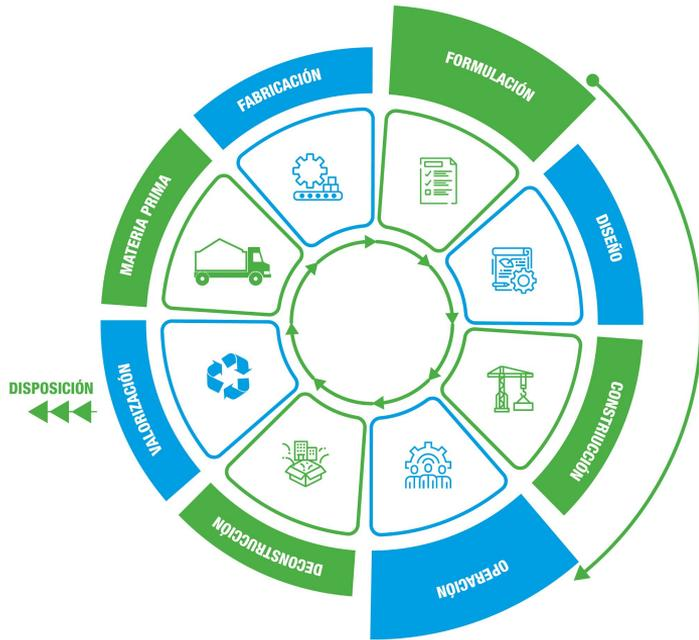 FORMULACIÓN
DISEÑO
CONSTRUCCIÓN
OPERACIÓN
DECONSTRUCCIÓN
VALORIZACIÓN
DISPOSICIÓN
MATERIA PRIMA
FABRICACIÓN